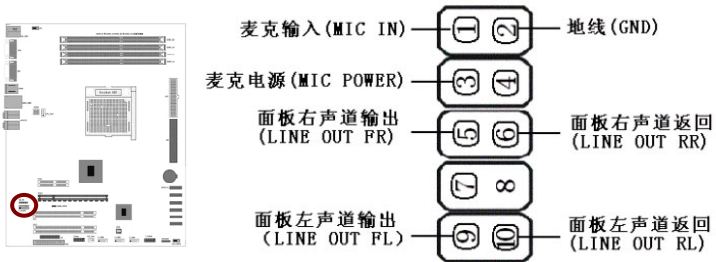 麦克输入(MIC IN)
1 2
地线(GND)
麦克电源(MIC POWER)
3 4
面板右声道输出
(LINE OUT FR)
5 6
面板右声道返回
(LINE OUT RR)
7 8
面板左声道输出
(LINE OUT FL)
9 10
面板左声道返回
(LINE OUT RL)